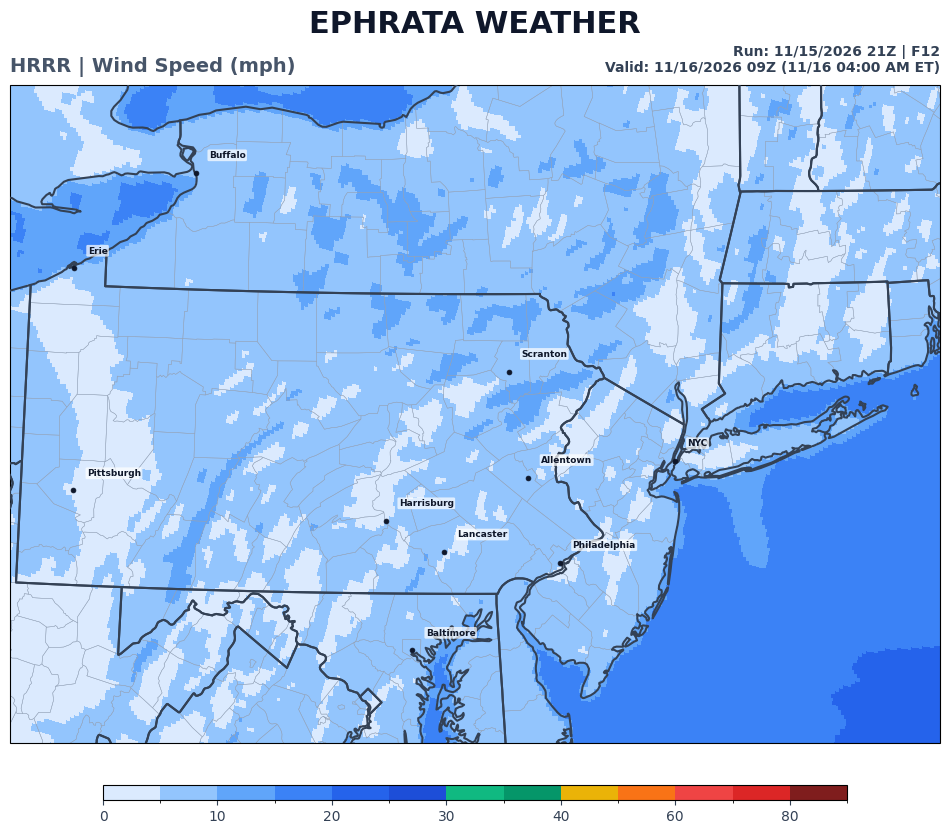 EPHRATA WEATHER
Run: 11/15/2026 21Z | F12
HRRR | Wind Speed (mph)
Valid: 11/16/2026 09Z (11/16 04:00 AM ET)
Buffalo
Erie
Scranton
NYC
Allentown
Pittsburgh
Harrisburg
Lancaster
Philadelphia
Baltimore
0 10 20 30 40 50 60 70 80